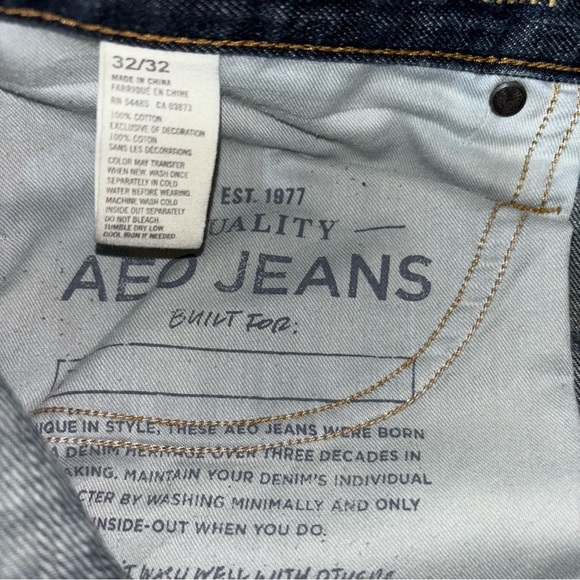 32/32
MADE IN CHINA
FABRIQUÉ EN CHINE
RN 54485 CA 03873
100% COTTON
EXCLUSIVE OF DECORATION
100% COTON
SANS LES DÉCORATIONS
COLOR MAY TRANSFER
WHEN NEW. WASH ONCE
SEPARATELY IN COLD
WATER BEFORE WEARING.
MACHINE WASH COLD
INSIDE OUT SEPARATELY
DO NOT BLEACH.
TUMBLE DRY LOW
COOL IRON IF NEEDED.
EST. 1977
UALITY
AEO JEANS
BUILT FOR:
IQUE IN STYLE; THESE AEO JEANS WERE BORN
A DENIM HERITAGE OVER THREE DECADES IN
AKING. MAINTAIN YOUR DENIM'S INDIVIDUAL
CTER BY WASHING MINIMALLY AND ONLY
INSIDE-OUT WHEN YOU DO.
'T WASH WELL WITH OTHERS